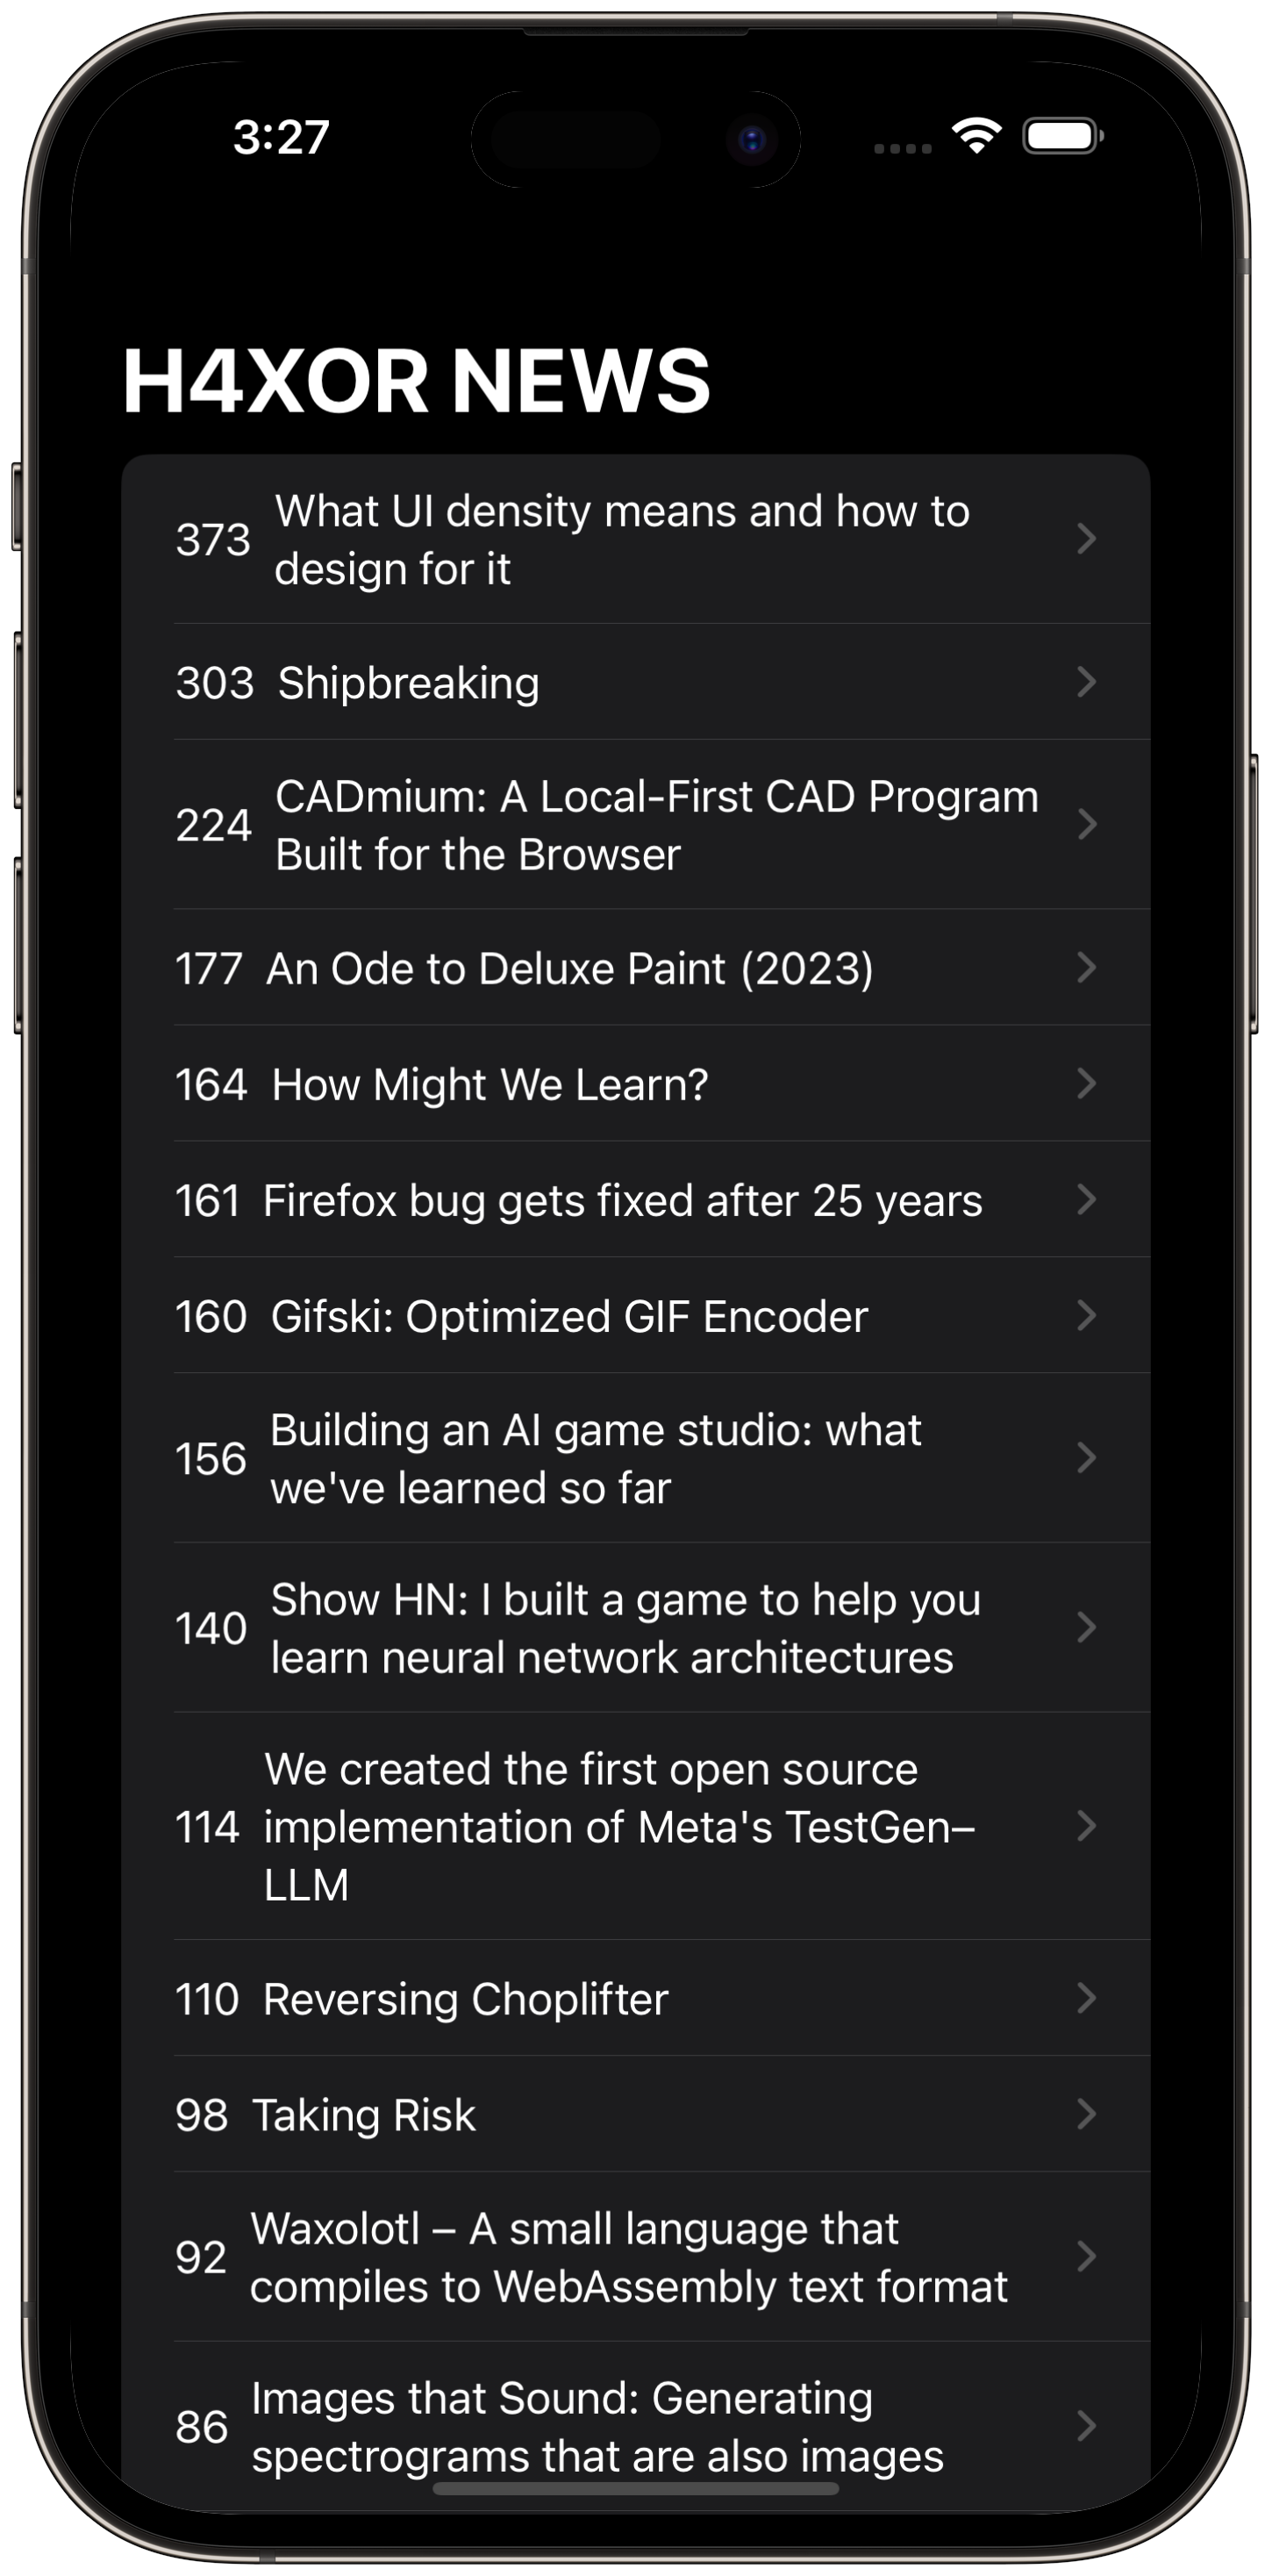 3:27
H4XOR NEWS
373 What UI density means and how to
design for it
303 Shipbreaking
224 CADmium: A Local-First CAD Program
Built for the Browser
177 An Ode to Deluxe Paint (2023)
164 How Might We Learn?
161 Firefox bug gets fixed after 25 years
160 Gifski: Optimized GIF Encoder
156 Building an AI game studio: what
we've learned so far
140 Show HN: I built a game to help you
learn neural network architectures
We created the first open source
114 implementation of Meta's TestGen–
LLM
110 Reversing Choplifter
98 Taking Risk
92 Waxolotl – A small language that
compiles to WebAssembly text format
86 Images that Sound: Generating
spectrograms that are also images